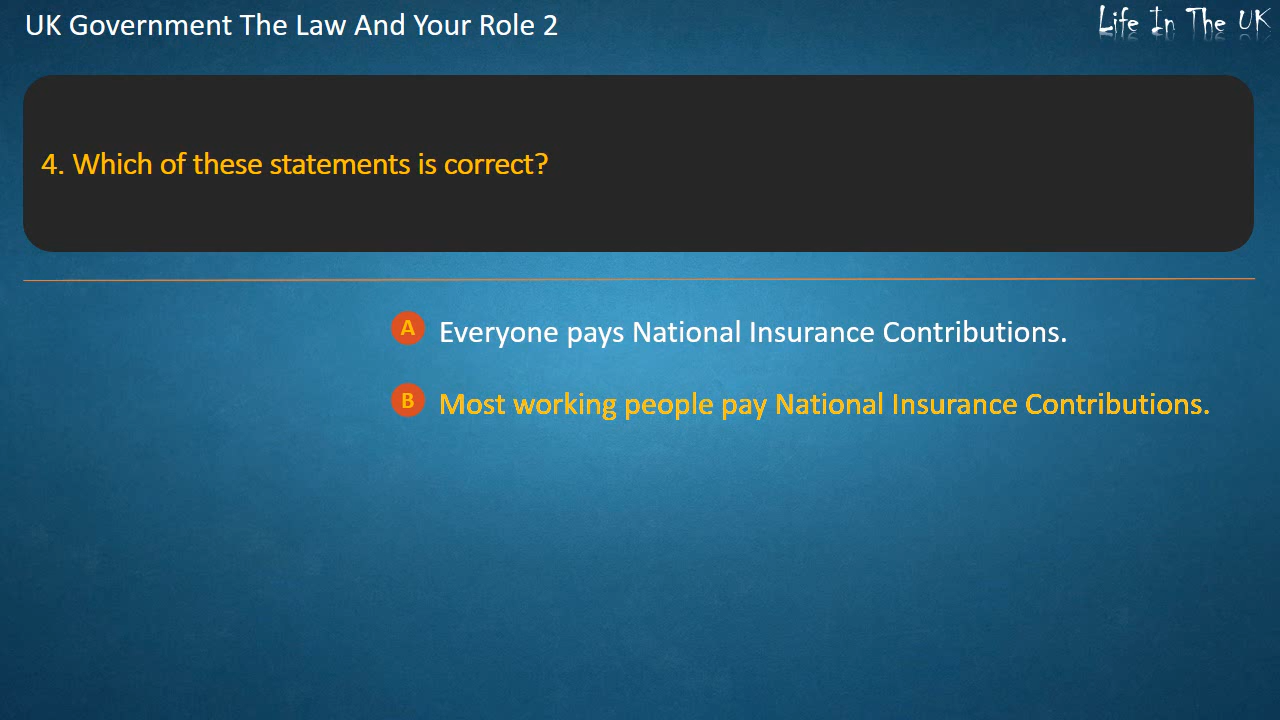 UK Government The Law And Your Role 2
Life In The UK
4. Which of these statements is correct?
A Everyone pays National Insurance Contributions.
B Most working people pay National Insurance Contributions.